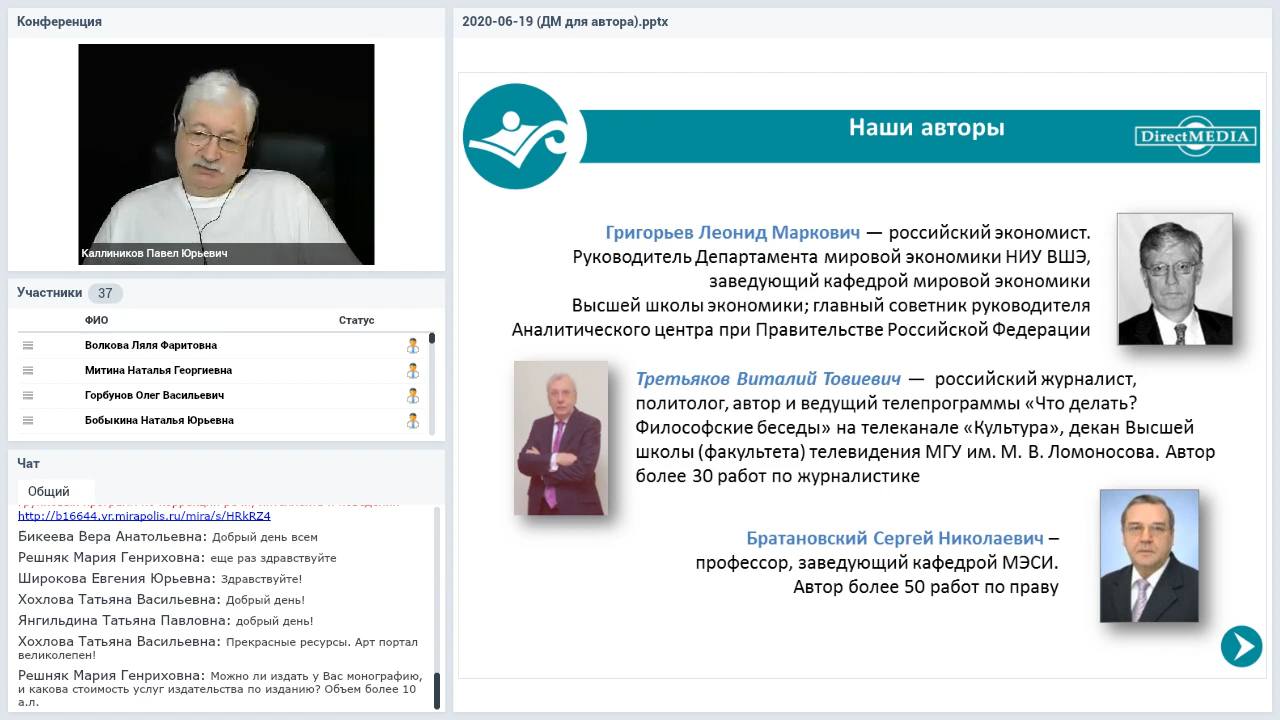 Конференция
Каллиников Павел Юрьевич
Участники 37
ФИО Статус
Волкова Ляля Фаритовна
Митина Наталья Георгиевна
Горбунов Олег Васильевич
Бобыкина Наталья Юрьевна
Чат
Общий
http://b16644.vr.mirapolis.ru/mira/s/HRkRZ4
Бикеева Вера Анатольевна: Добрый день всем
Решняк Мария Генриховна: еще раз здравствуйте
Широкова Евгения Юрьевна: Здравствуйте!
Хохлова Татьяна Васильевна: Добрый день!
Янгильдина Татьяна Павловна: добрый день!
Хохлова Татьяна Васильевна: Прекрасные ресурсы. Арт портал
великолепен!
Решняк Мария Генриховна: Можно ли издать у Вас монографию,
и какова стоимость услуг издательства по изданию? Объем более 10
а.л.
2020-06-19 (ДМ для автора).pptx
Наши авторы
DirectMEDIA
Григорьев Леонид Маркович — российский экономист.
Руководитель Департамента мировой экономики НИУ ВШЭ,
заведующий кафедрой мировой экономики
Высшей школы экономики; главный советник руководителя
Аналитического центра при Правительстве Российской Федерации
Третьяков Виталий Товиевич — российский журналист,
политолог, автор и ведущий телепрограммы «Что делать?
Философские беседы» на телеканале «Культура», декан Высшей
школы (факультета) телевидения МГУ им. М. В. Ломоносова. Автор
более 30 работ по журналистике
Братановский Сергей Николаевич –
профессор, заведующий кафедрой МЭСИ.
Автор более 50 работ по праву